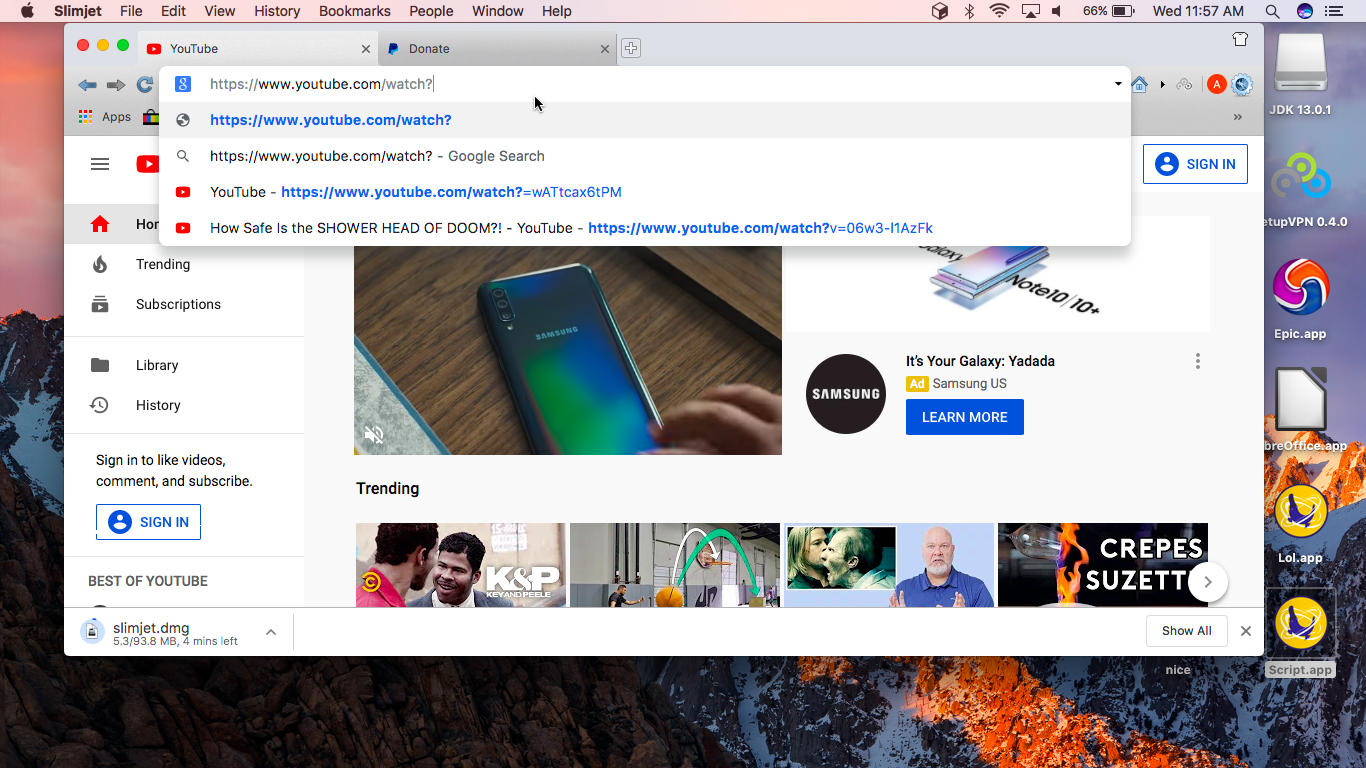 Slimjet File Edit View History Bookmarks People Window Help 66% Wed 11:57 AM
YouTube
Donate
https://www.youtube.com/watch?
Apps
https://www.youtube.com/watch?
https://www.youtube.com/watch? - Google Search
YouTube - https://www.youtube.com/watch?=wATtcax6tPM
How Safe Is the SHOWER HEAD OF DOOM?! - YouTube - https://www.youtube.com/watch?v=06w3-I1AzFk
A
»
SIGN IN
Hom
Trending
Subscriptions
Library
History
Sign in to like videos,
comment, and subscribe.
SIGN IN
BEST OF YOUTUBE
SAMSUNG
Galaxy
Note10|10+
SAMSUNG
It's Your Galaxy: Yadada
Ad Samsung US
LEARN MORE
Trending
K&P
KEY AND PEELE
CREPES
SUZETT
slimjet.dmg
5.3/93.8 MB, 4 mins left
Show All
JDK 13.0.1
etupVPN 0.4.0
Epic.app
breOffice.app
Lol.app
nice
Script.app